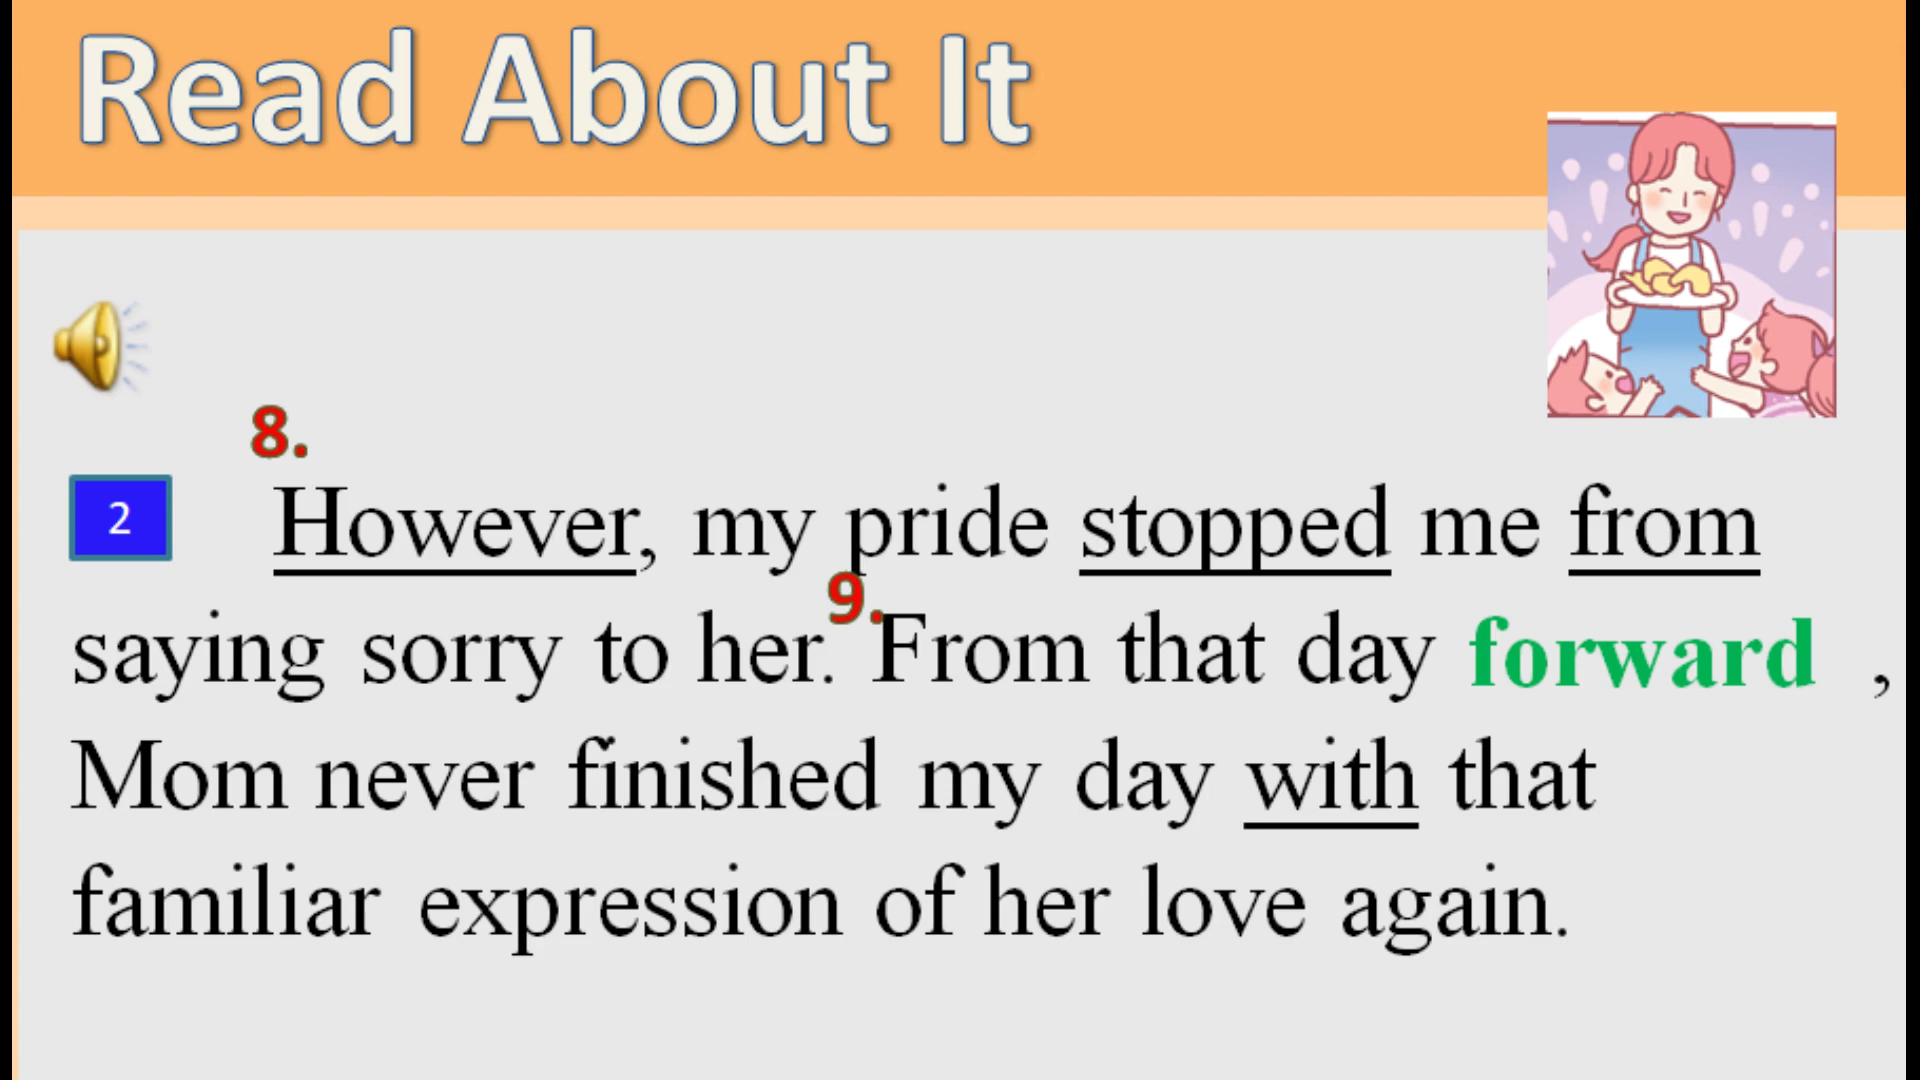 Read About It
8.
2 However, my pride stopped me from
9.
saying sorry to her. From that day forward ,
Mom never finished my day with that
familiar expression of her love again.